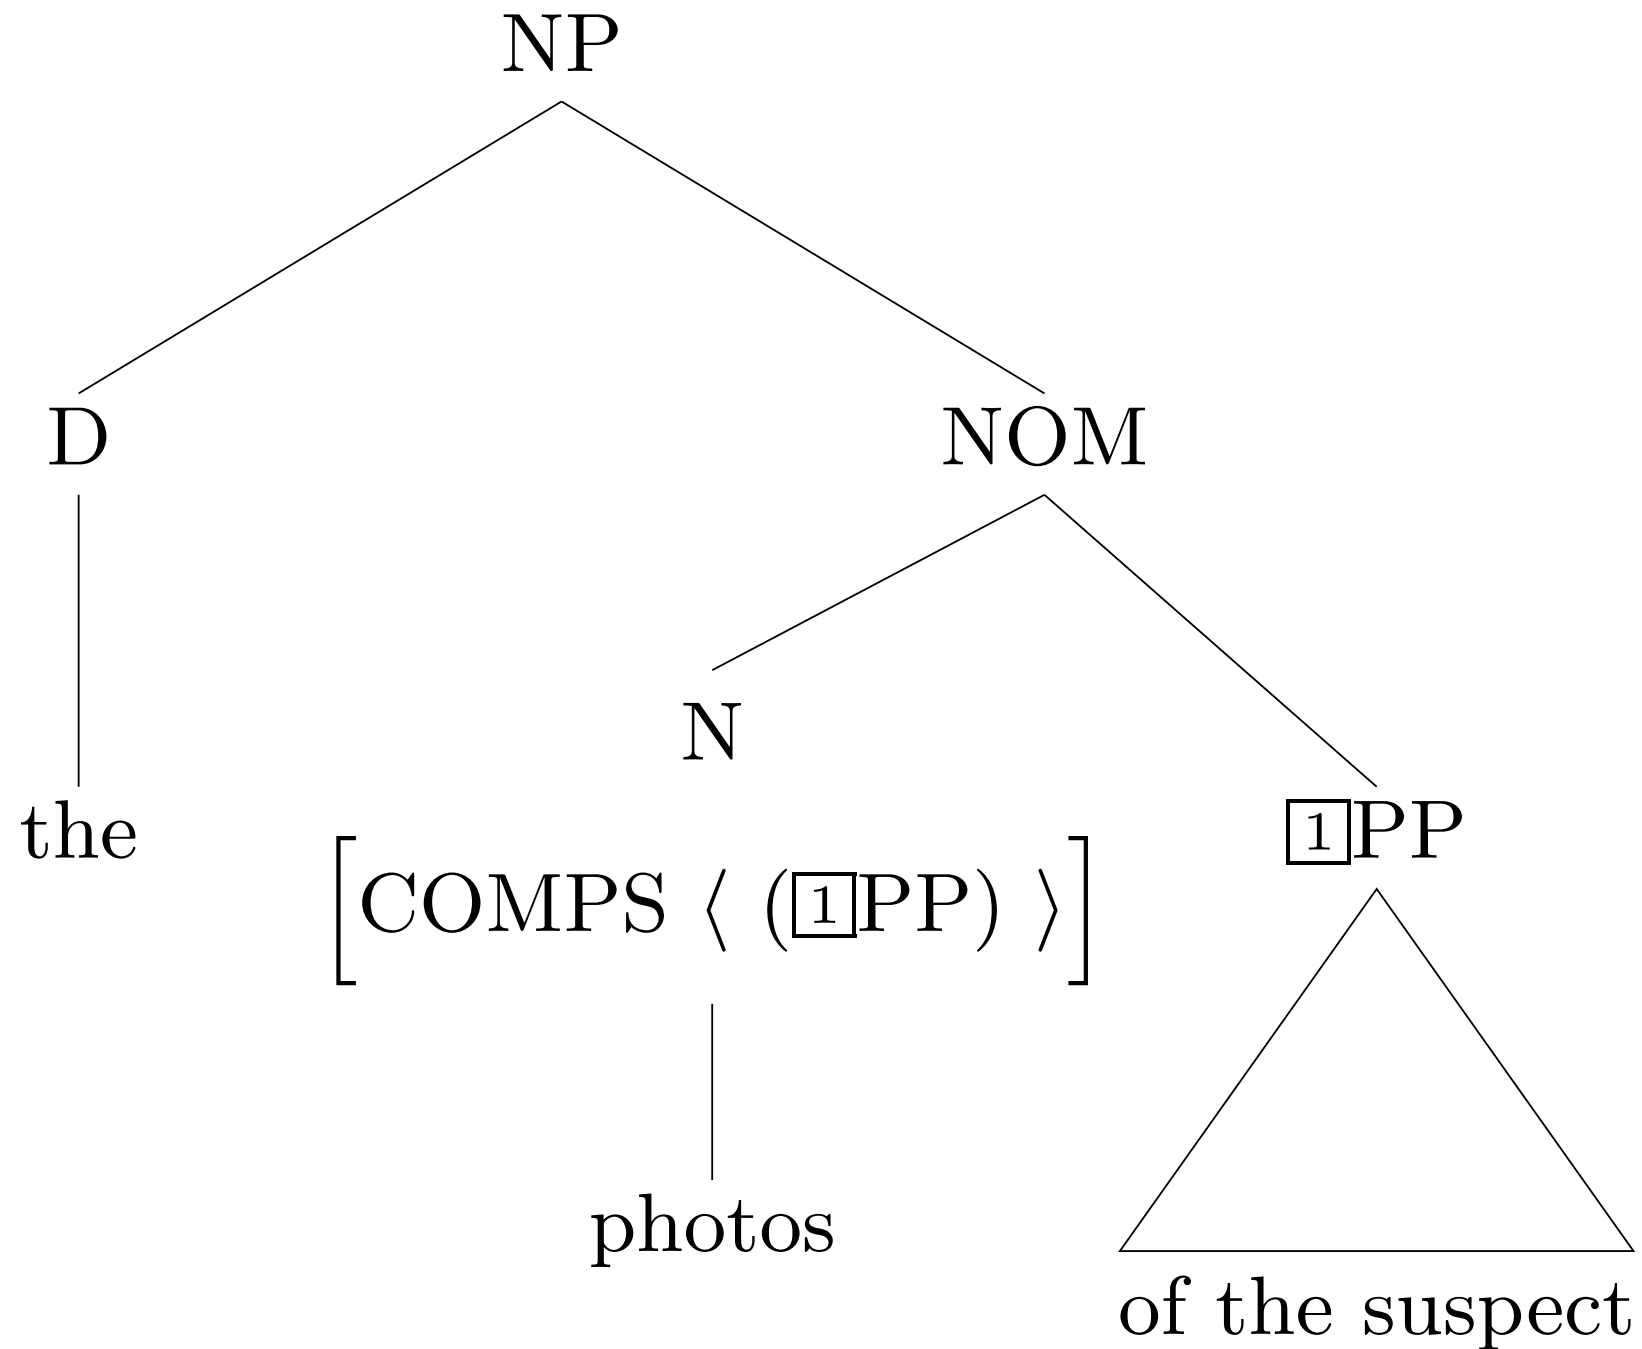 NP
D NOM
N
the 1PP
[COMPS ⟨ (1PP) ⟩]
photos
of the suspect